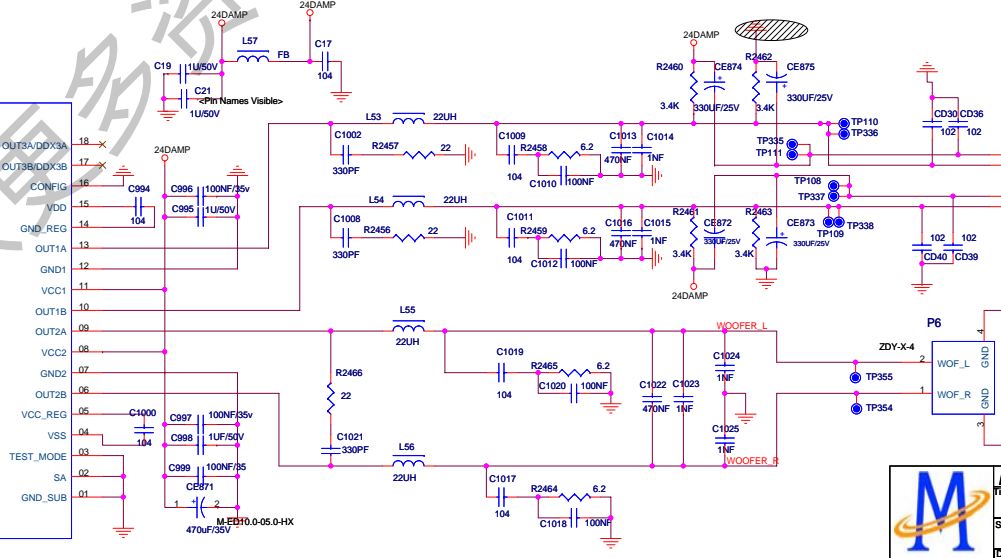 更多资
24DAMP
24DAMP
L57
FB
C17
104
C19
1U/50V
C21
<Pin Names Visible>
1U/50V
24DAMP
R2460
CE874
R2462
CE875
3.4K
330UF/25V
3.4K
330UF/25V
L53
22UH
C1002
R2457
22
330PF
C1009
R2458
6.2
104
C1010
100NF
C1013
470NF
C1014
1NF
TP110
TP336
TP335
TP111
CD30
CD36
102
102
OUT3A/DDX3A
18
OUT3B/DDX3B
17
24DAMP
CONFIG
16
C994
104
C996
100NF/35v
C995
1U/50V
VDD
15
GND_REG
14
OUT1A
13
GND1
12
VCC1
11
OUT1B
10
OUT2A
09
VCC2
08
GND2
07
OUT2B
06
VCC_REG
05
VSS
04
TEST_MODE
03
SA
02
GND_SUB
01
L54
22UH
C1008
R2456
22
330PF
C1011
R2459
6.2
104
C1012
100NF
C1016
470NF
C1015
1NF
TP108
TP337
TP109
TP338
R2461
CE872
R2463
CE873
330UF/25V
330UF/25V
3.4K
3.4K
24DAMP
102
102
CD40
CD39
L55
22UH
WOOFER_L
P6
ZDY-X-4
4
GND
2
WOF_L
1
WOF_R
GND
3
R2466
22
C1019
104
R2465
6.2
C1020
100NF
C1022
470NF
C1023
1NF
C1024
1NF
TP355
TP354
C1000
104
C997
100NF/35v
C998
1UF/50V
C999
100NF/35
CE871
1
2
M-ED10.0-05.0-HX
470uF/35V
C1021
330PF
L56
22UH
C1025
1NF
WOOFER_R
C1017
104
R2464
6.2
C1018
100NF
M